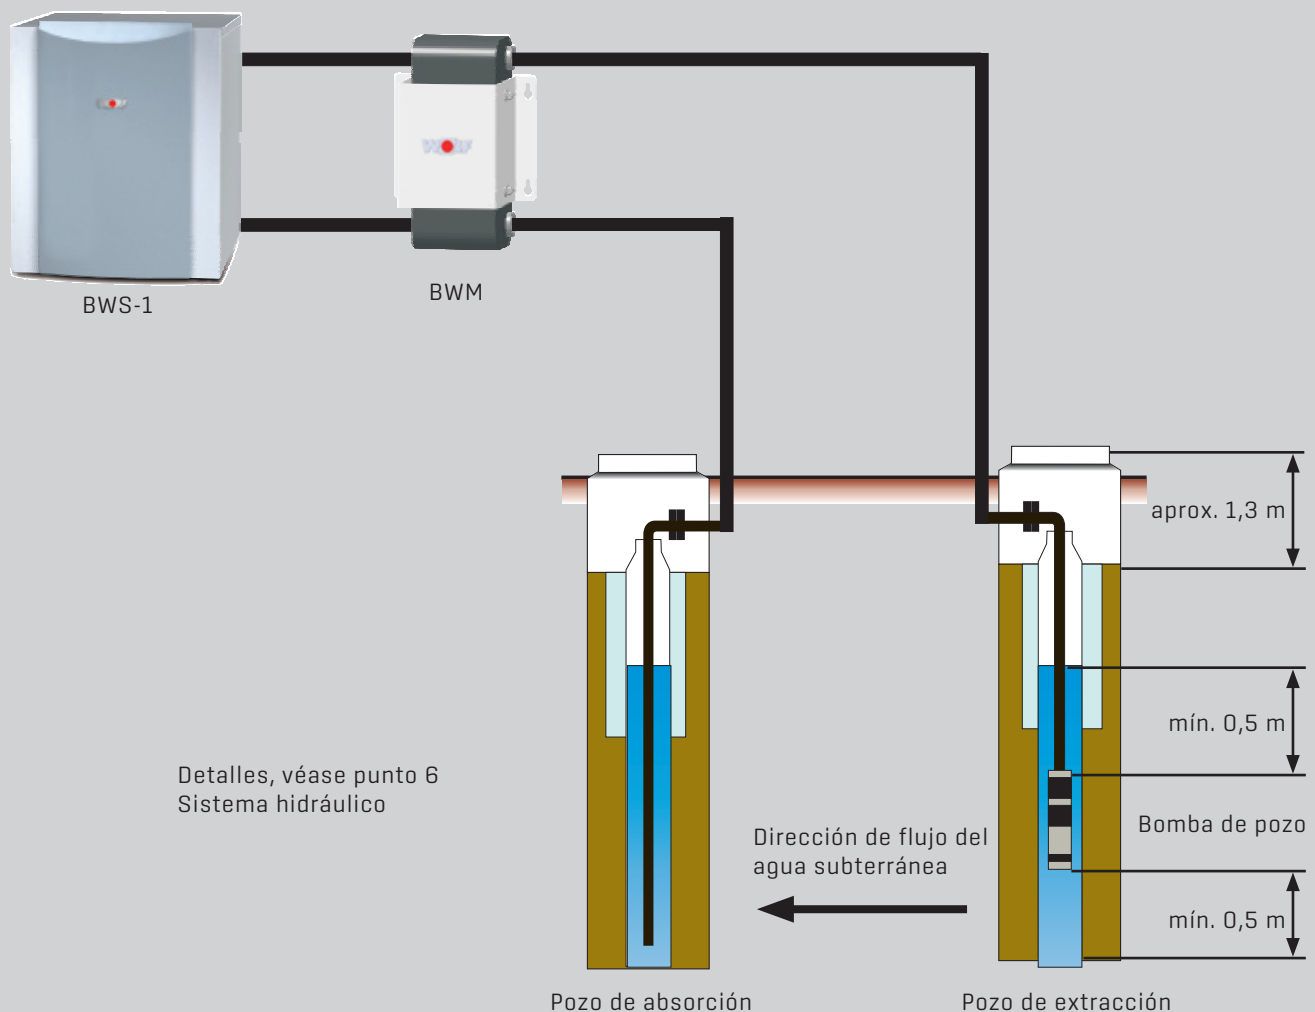 WOLF
BWS-1
BWM
aprox. 1,3 m
mín. 0,5 m
Bomba de pozo
mín. 0,5 m
Detalles, véase punto 6
Sistema hidráulico
Dirección de flujo del
agua subterránea
Pozo de absorción
Pozo de extracción